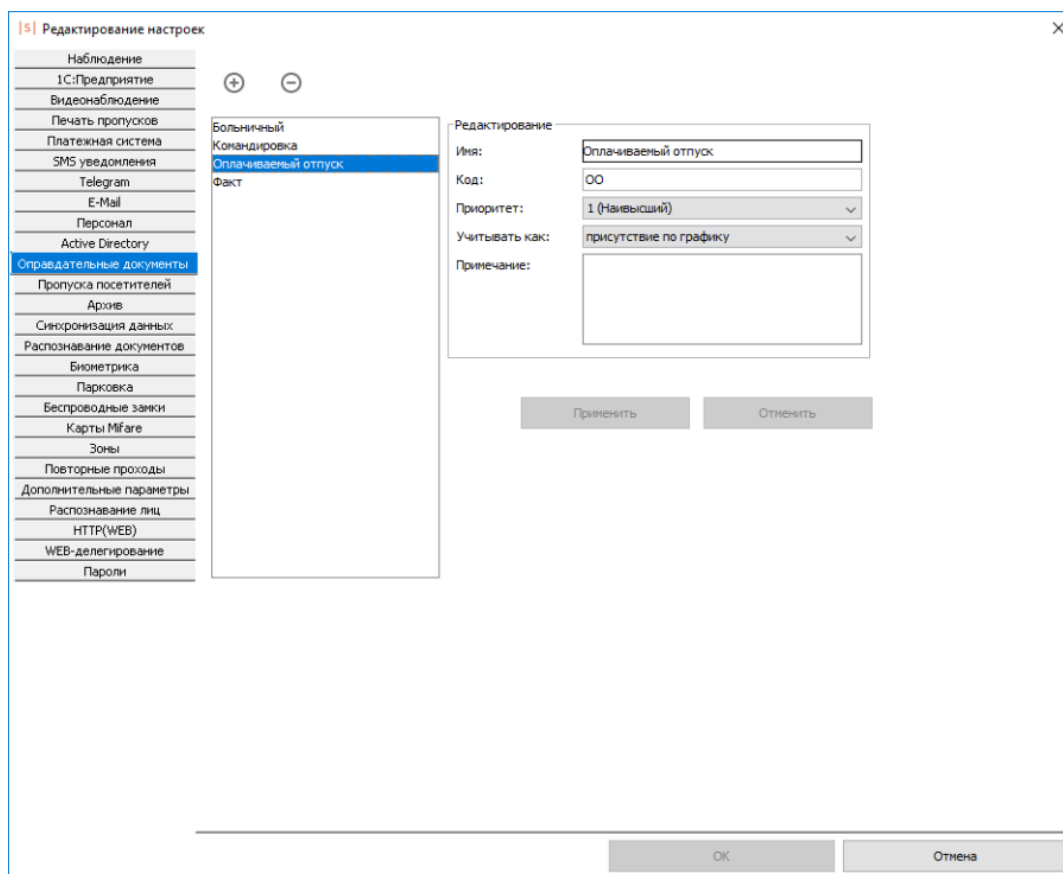 |S| Редактирование настроек
Наблюдение
1С:Предприятие
Видеонаблюдение
Печать пропусков
Платежная система
SMS уведомления
Telegram
E-Mail
Персонал
Active Directory
Оправдательные документы
Пропуска посетителей
Архив
Синхронизация данных
Распознавание документов
Биометрика
Парковка
Беспроводные замки
Карты Mifare
Зоны
Повторные проходы
Дополнительные параметры
Распознавание лиц
HTTP(WEB)
WEB-делегирование
Пароли
Больничный
Командировка
Оплачиваемый отпуск
Факт
Редактирование
Имя: Оплачиваемый отпуск
Код: ОО
Приоритет: 1 (Наивысший)
Учитывать как: присутствие по графику
Примечание:
Применить Отменить
OK Отмена